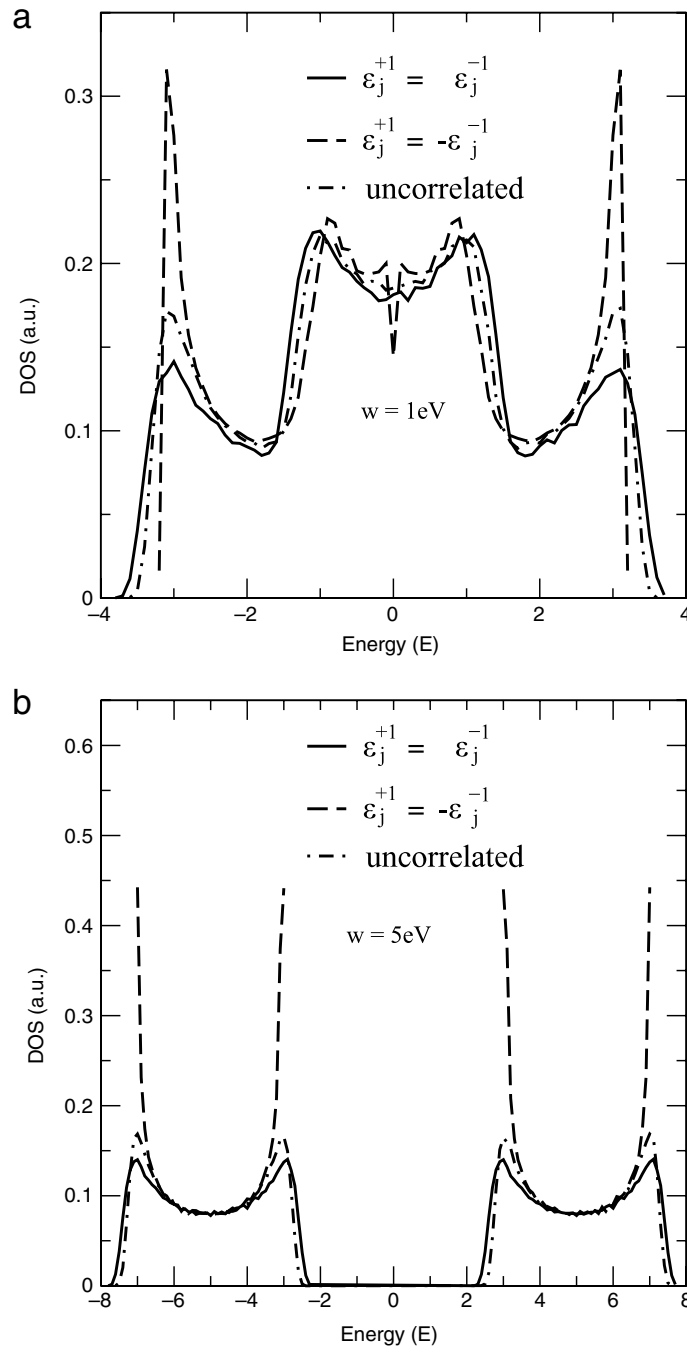 a
0.3
0.2
0.1
0
DOS (a.u.)
ε_j^{+1} = ε_j^{-1}
ε_j^{+1} = -ε_j^{-1}
uncorrelated
w = 1eV
–4 –2 0 2 4
Energy (E)
b
0.6
0.5
0.4
0.3
0.2
0.1
0
DOS (a.u.)
ε_j^{+1} = ε_j^{-1}
ε_j^{+1} = -ε_j^{-1}
uncorrelated
w = 5eV
–8 –6 –4 –2 0 2 4 6 8
Energy (E)